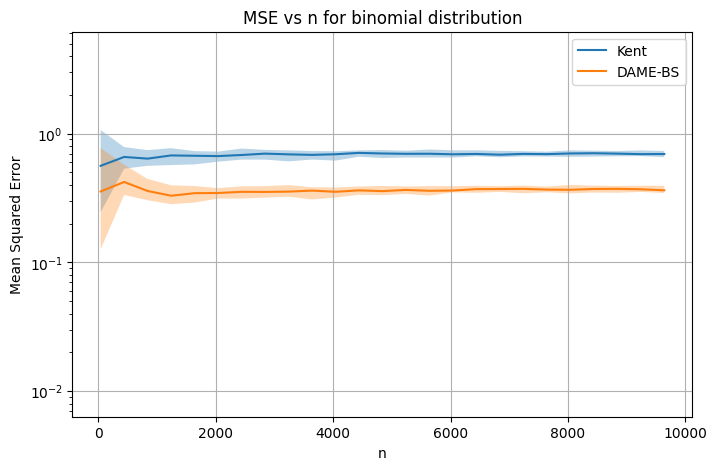 MSE vs n for binomial distribution
Kent
DAME-BS
Mean Squared Error
10⁰
10⁻¹
10⁻²
0 2000 4000 6000 8000 10000
n